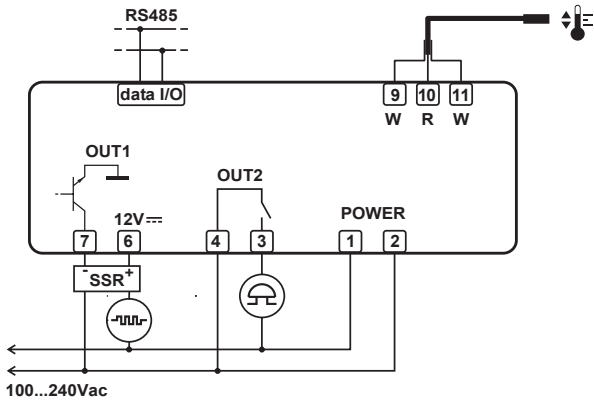 RS485
data I/O
9 10 11
W R W
OUT1
OUT2
12V
POWER
7 6 4 3 1 2
- SSR +
100...240Vac